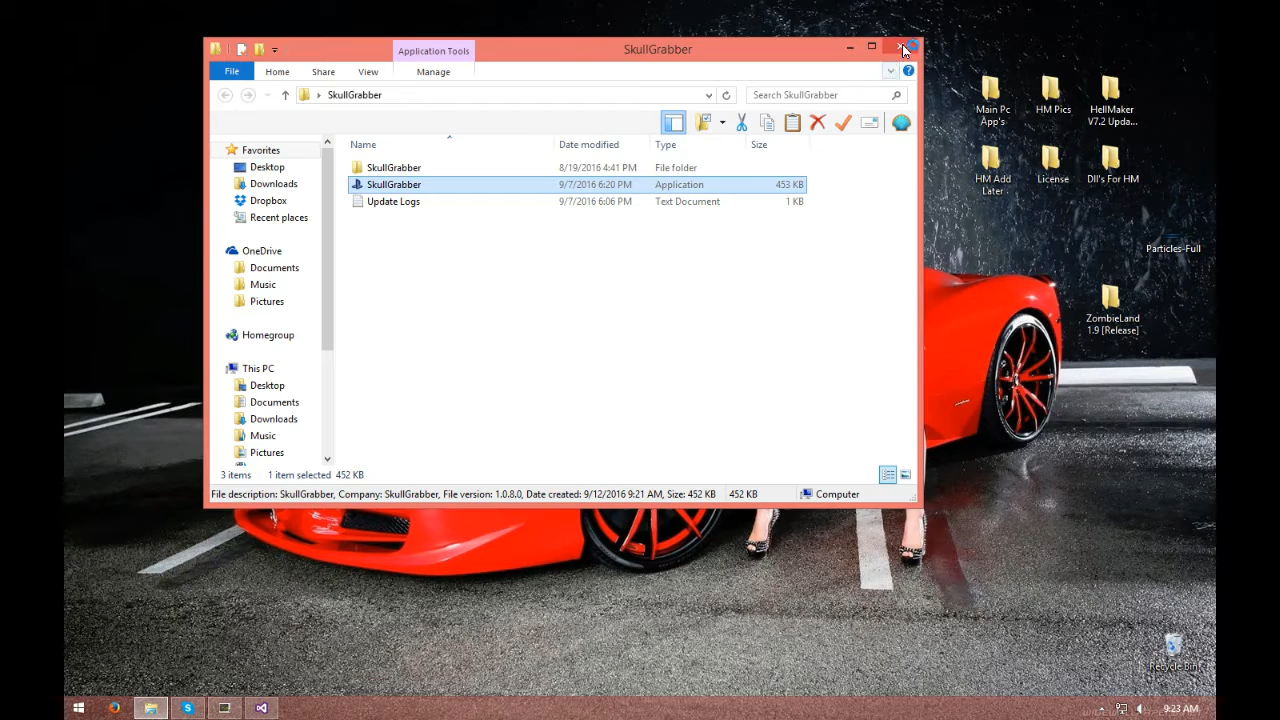 Application Tools
SkullGrabber
File
Home
Share
View
Manage
SkullGrabber
Search SkullGrabber
Name
Date modified
Type
Size
SkullGrabber
8/19/2016 4:41 PM
File folder
SkullGrabber
9/7/2016 6:20 PM
Application
453 KB
Update Logs
9/7/2016 6:06 PM
Text Document
1 KB
Favorites
Desktop
Downloads
Dropbox
Recent places
OneDrive
Documents
Music
Pictures
Homegroup
This PC
Desktop
Documents
Downloads
Music
Pictures
3 items
1 item selected 452 KB
File description: SkullGrabber, Company: SkullGrabber, File version: 1.0.8.0, Date created: 9/12/2016 9:21 AM, Size: 452 KB
452 KB
Computer
Main Pc
App's
HM Pics
HellMaker
V7.2 Upda...
HM Add
Later
License
Dll's For HM
Particles-Full
ZombieLand
1.9 [Release]
Recycle Bin
9:23 AM